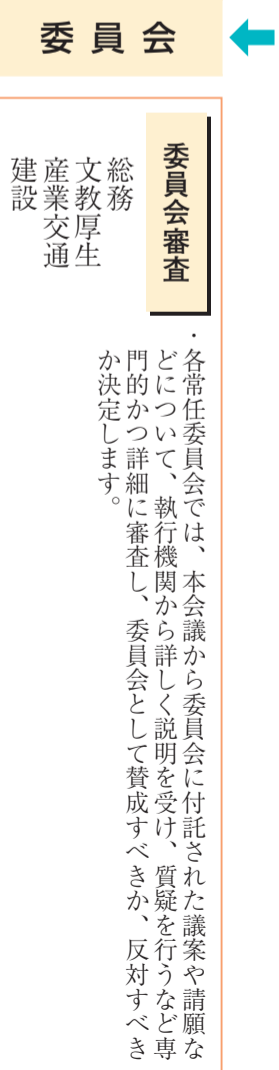 委員会
委員会審査
総務
文教厚生
産業交通
建設
・各常任委員会では、本会議から委員会に付託された議案や請願な
どについて、執行機関から詳しく説明を受け、質疑を行うなど専
門的かつ詳細に審査し、委員会として賛成すべきか、反対すべき
か決定します。